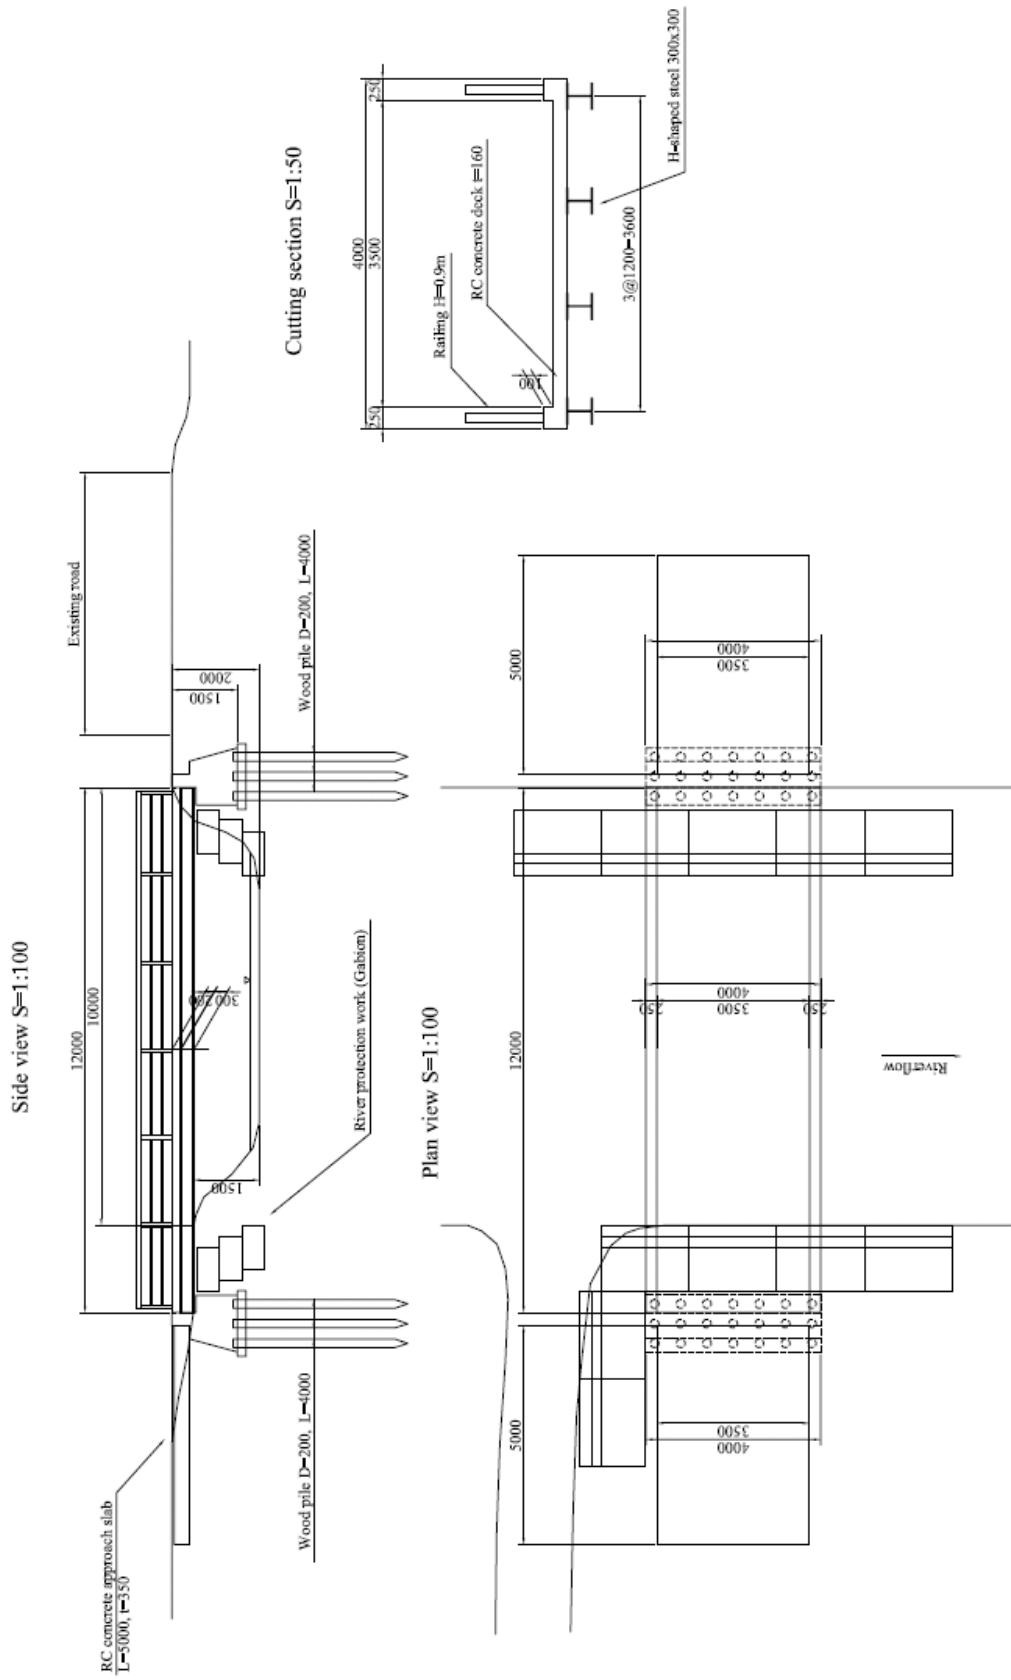 Side view S=1:100
12000
10000
Existing road
300
200
1500
1500
2000
Wood pile D=200, L=4000
Wood pile D=200, L=4000
River protection work (Gabion)
RC concrete approach slab
L=5000, t=350
Cutting section S=1:50
4000
250
3500
250
Railing H=0.9m
RC concrete deck t=160
100
3@1200=3600
H-shaped steel 300x300
Plan view S=1:100
5000
12000
5000
3500
4000
250
3500
250
4000
3500
4000
Riverflow